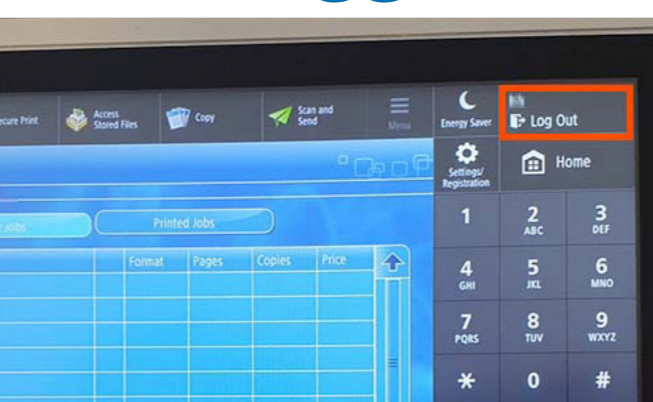 ecure Print
Access
Stored Files
Copy
Scan and
Send
Menu
Energy Saver
Log Out
Settings/
Registration
Home
Jobs
Printed Jobs
Format
Pages
Copies
Price
1
2
ABC
3
DEF
4
GHI
5
JKL
6
MNO
7
PQRS
8
TUV
9
WXYZ
*
0
#